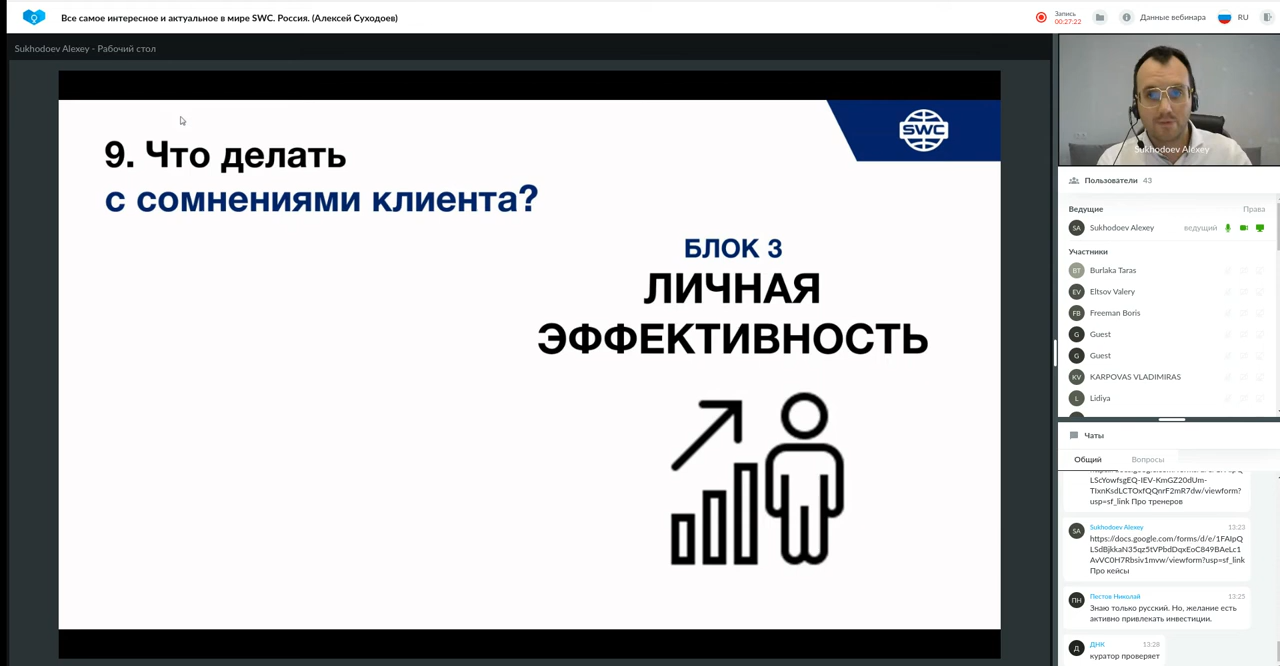 Все самое интересное и актуальное в мире SWC. Россия. (Алексей Суходоев)
Запись
00:27:22
Данные вебинара
RU
Sukhodoev Alexey - Рабочий стол
9. Что делать
с сомнениями клиента?
SWC
БЛОК 3
ЛИЧНАЯ
ЭФФЕКТИВНОСТЬ
Sukhodoev Alexey
Пользователи 43
Ведущие Права
SA Sukhodoev Alexey ведущий
Участники
BT Burlaka Taras
EV Eltsov Valery
FB Freeman Boris
G Guest
G Guest
KV KARPOVAS VLADIMIRAS
L Lidiya
Чаты
Общий Вопросы
LScYowfsgEQ-IEV-KmGZ20dUm-
TIxnKsdLCTOxfQQnrF2mR7dw/viewform?
usp=sf_link Про тренеров
SA Sukhodoev Alexey 13:23
https://docs.google.com/forms/d/e/1FAIpQ
LSdBjkkaN35qz5tVPbdDqxEoC849BAeLc1
AvVC0H7Rbsiv1mvw/viewform?usp=sf_link
Про кейсы
ПН Пестов Николай 13:25
Знаю только русский. Но, желание есть
активно привлекать инвестиции.
Д ДНК 13:28
куратор проверяет